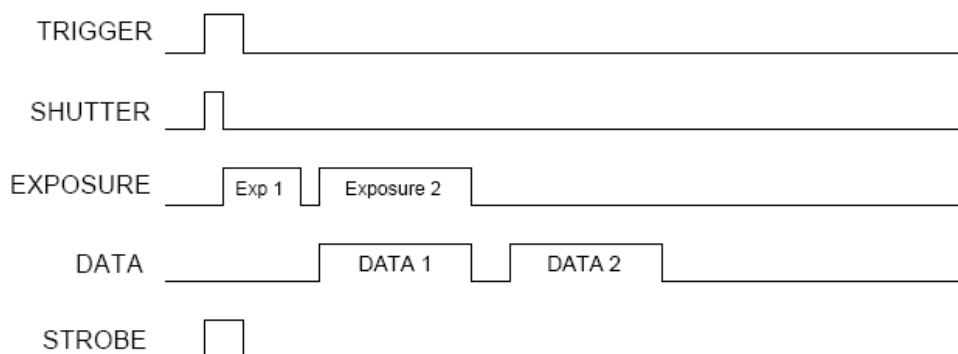 TRIGGER
SHUTTER
EXPOSURE Exp 1 Exposure 2
DATA DATA 1 DATA 2
STROBE